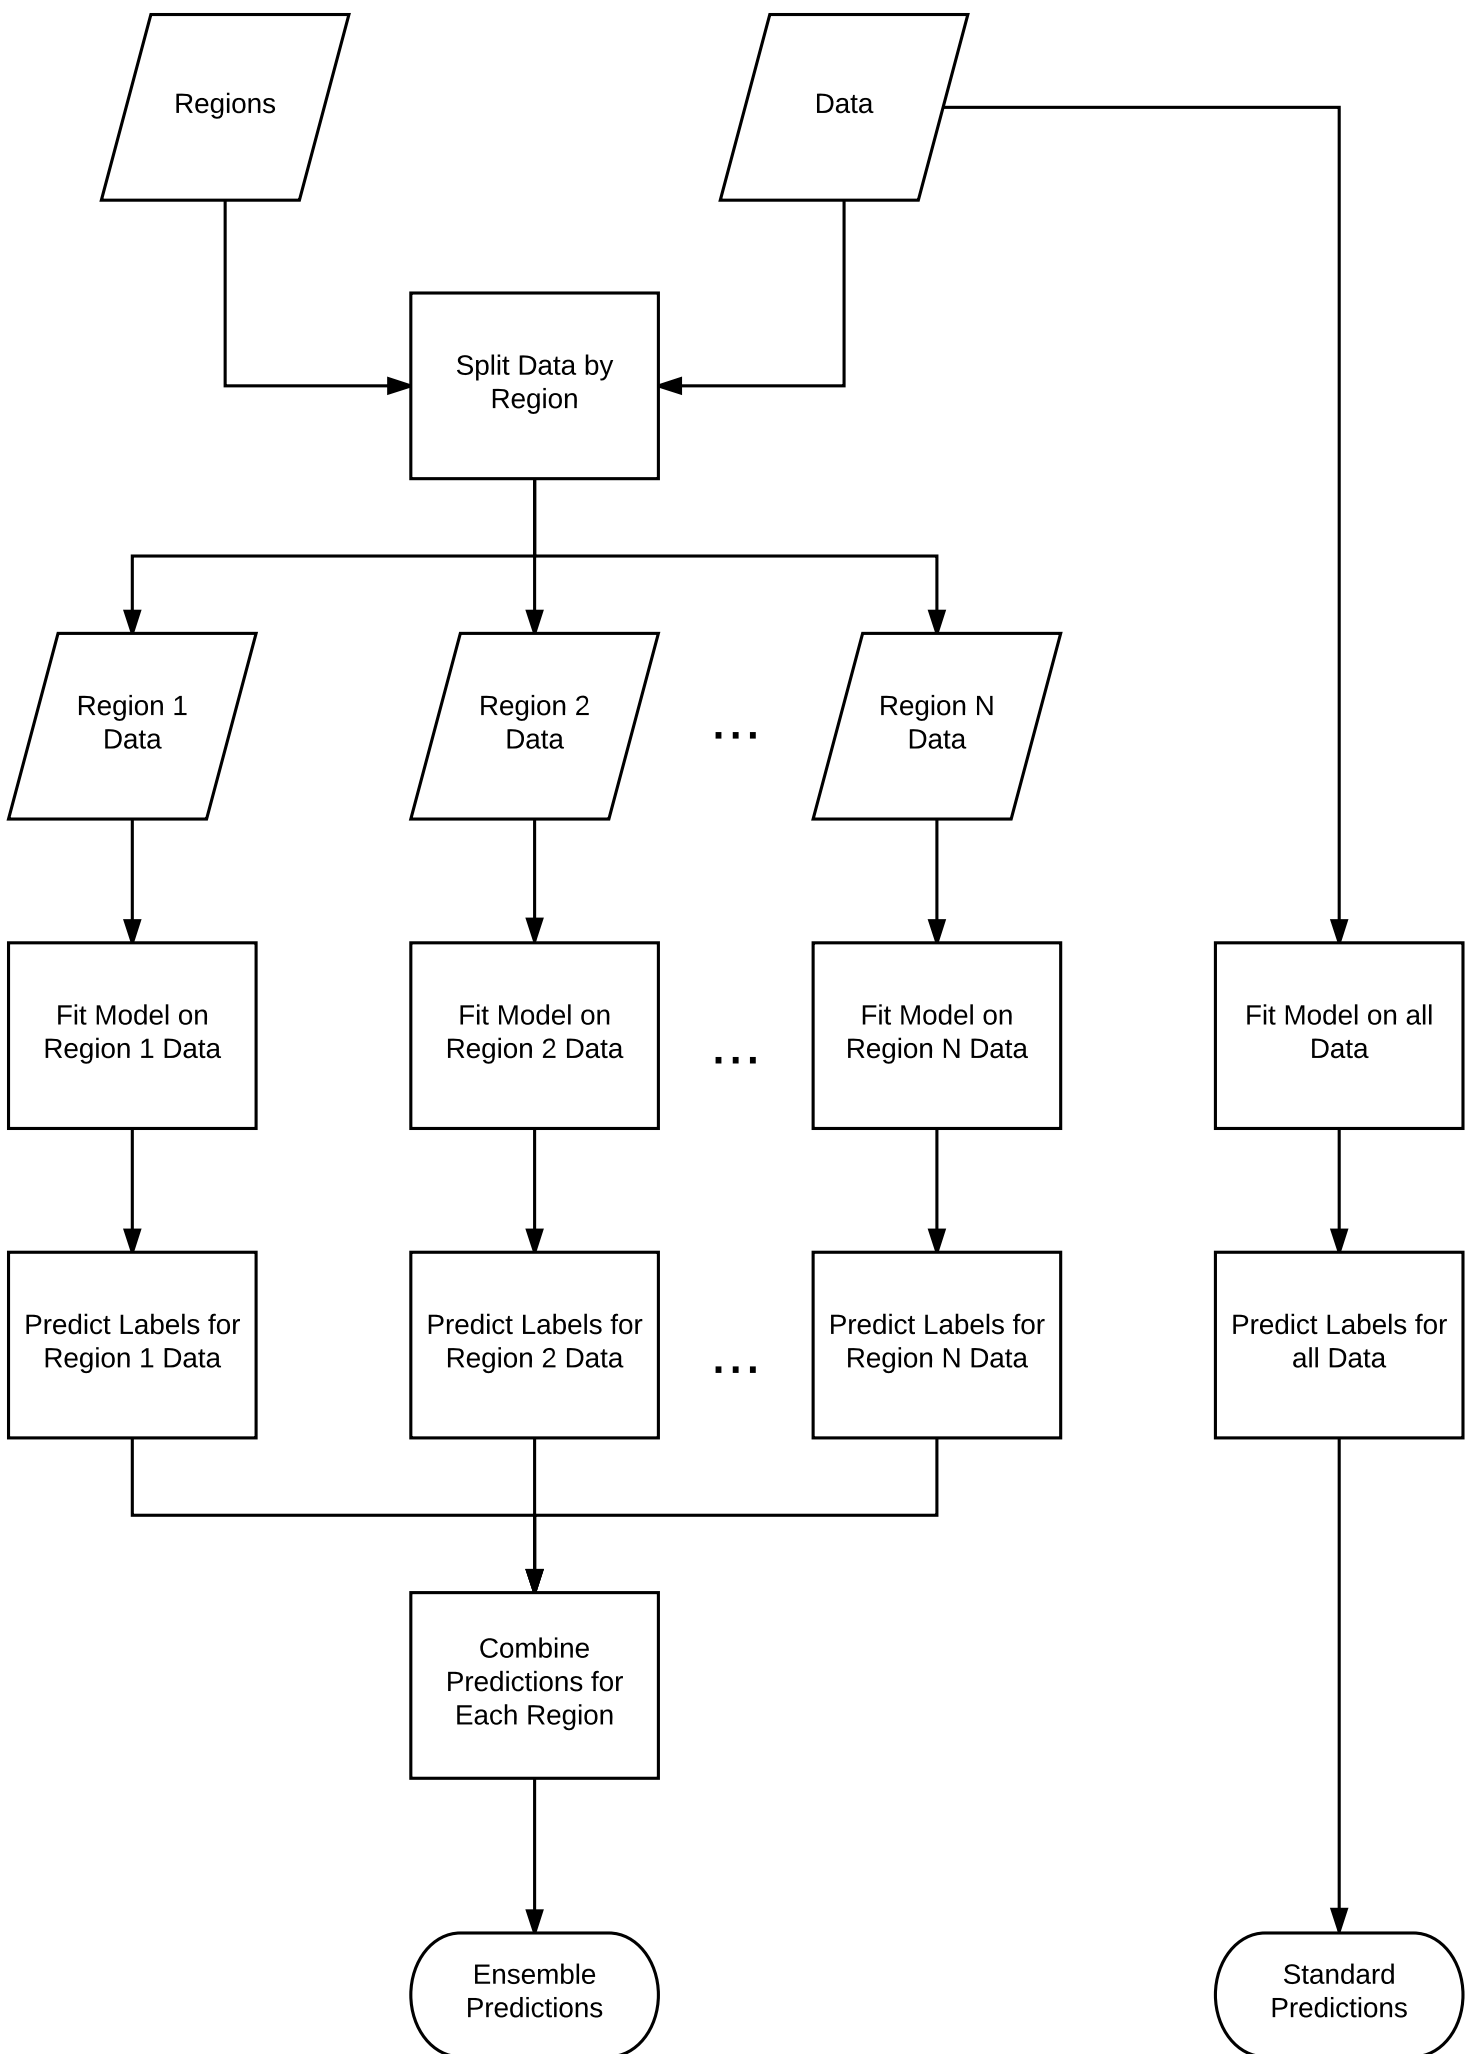 Regions
Data
Split Data by
Region
Region 1
Data
Region 2
Data
...
Region N
Data
Fit Model on
Region 1 Data
Fit Model on
Region 2 Data
...
Fit Model on
Region N Data
Fit Model on all
Data
Predict Labels for
Region 1 Data
Predict Labels for
Region 2 Data
...
Predict Labels for
Region N Data
Predict Labels for
all Data
Combine
Predictions for
Each Region
Ensemble
Predictions
Standard
Predictions